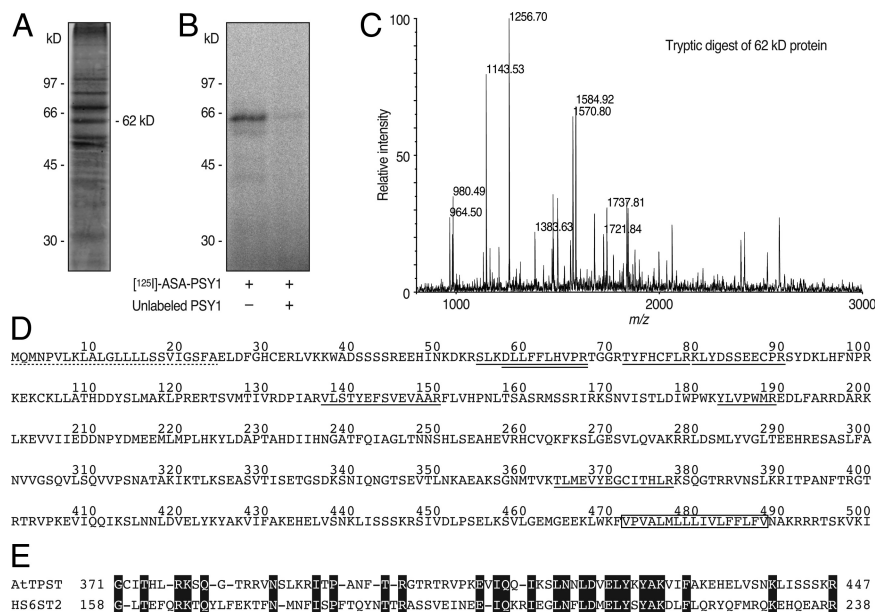 A
kD
97 -
66 -
45 -
30 -
- 62 kD
B
kD
97 -
66 -
45 -
30 -
[125I]-ASA-PSY1 + +
Unlabeled PSY1 – +
C
Tryptic digest of 62 kD protein
Relative intensity
100
50
0
1256.70
1143.53
1584.92
1570.80
980.49
964.50
1383.63
1737.81
1721.84
1000 2000 3000
m/z
D
10 20 30 40 50 60 70 80 90 100
MQMNPVLKLALGLLLLSSVIGSFAELDFGHCERLVKKWADSSSSREEHINKDKRSLKDLLFFLHVPRTGGRTYFHCFLRKLYDSSEECPRSYDKLHFNPR
110 120 130 140 150 160 170 180 190 200
KEKCKLLATHDDYSLMAKLPRERTSVMTIVRDPIARVLSTYEFSVEVAARFLVHPNLTSASRMSSRIRKSNVISTLDIWPWKYLVPWMREDLFARRDARK
210 220 230 240 250 260 270 280 290 300
LKEVVIIEDDNPYDMEEMLMPLHKYLDAPTAHDIIHNGATFQIAGLTNNSHLSEAHEVRHCVQKFKSLGESVLQVAKRRLDSMLYVGLTEEHRESASLFA
310 320 330 340 350 360 370 380 390 400
NVVGSQVLSQVVPSNATAKIKTLKSEASVTISETGSDKSNIQNGTSEVTLNKAEAKSGNMTVKTLMEVYEGCITHLRKSQGTRRVNSLKRITPANFTRGT
410 420 430 440 450 460 470 480 490 500
RTRVPKEVIQQIKSLNNLDVELYKYAKVIFAKEHELVSNKLISSSKRSIVDLPSELKSVLGEMGEEKLWKFVPVALMLLLIVLFFLFVNAKRRRTSKVKI
E
AtTPST 371 GCITHL-RKSQ-G-TRRVNSLKRITP-ANF-T-RGTRTRVPKEVIQQ-IKSLNNLDVELYKYAKVIFAKEHELVSNKLISSSKR 447
HS6ST2 158 G-LTEFQRKTQYLFEKTFN-MNFISPFTQYNTTRASSVEINEE-IQKRIEGLNFLDMELYSYAKDLFLQRYQFMRQKEHQEARR 238